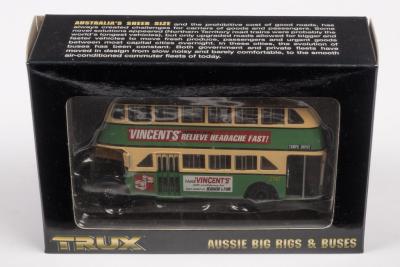 AUSTRALIA'S SHEER SIZE and the prohibitive cost of good roads, has
always created challenges for carriers of goods and passengers. Many
novel solutions appeared (Northern Territory road trains were probably the
world's longest vehicles), but only upgraded roads allowed for bigger and
faster vehicles to move fresh produce, passengers and urgent goods
between most capital cities overnight. In these cities, the evolution of
buses has been constant. Both government and private fleets have
moved in design from slow noisy and barely comfortable, to the smooth
air-conditioned commuter fleets of today.
'VINCENT'S' RELIEVE HEADACHE FAST!
VINCENT'S
TRUX
AUSSIE BIG RIGS & BUSES